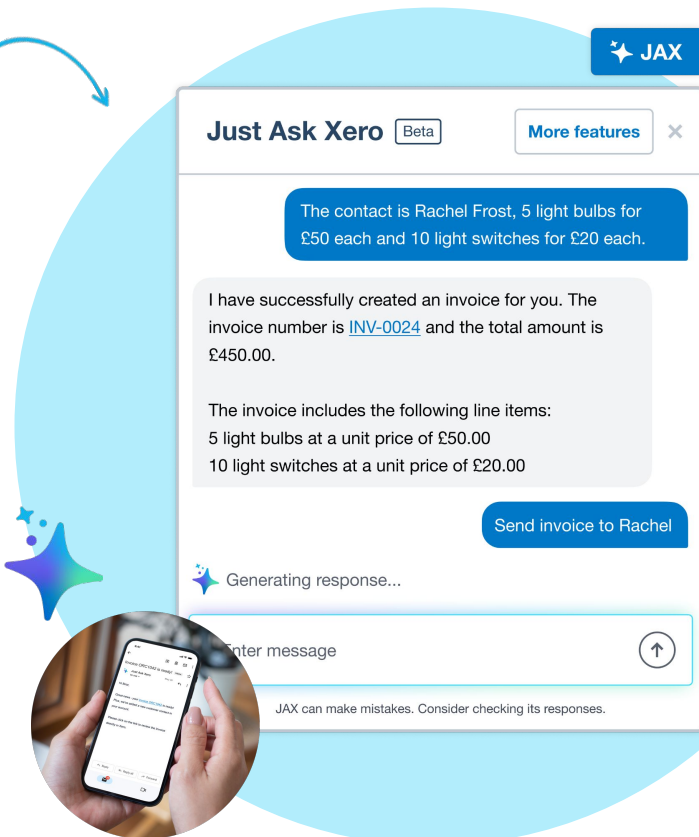 JAX
Just Ask Xero Beta More features
The contact is Rachel Frost, 5 light bulbs for
£50 each and 10 light switches for £20 each.
I have successfully created an invoice for you. The
invoice number is INV-0024 and the total amount is
£450.00.
The invoice includes the following line items:
5 light bulbs at a unit price of £50.00
10 light switches at a unit price of £20.00
Send invoice to Rachel
Generating response...
Enter message
JAX can make mistakes. Consider checking its responses.